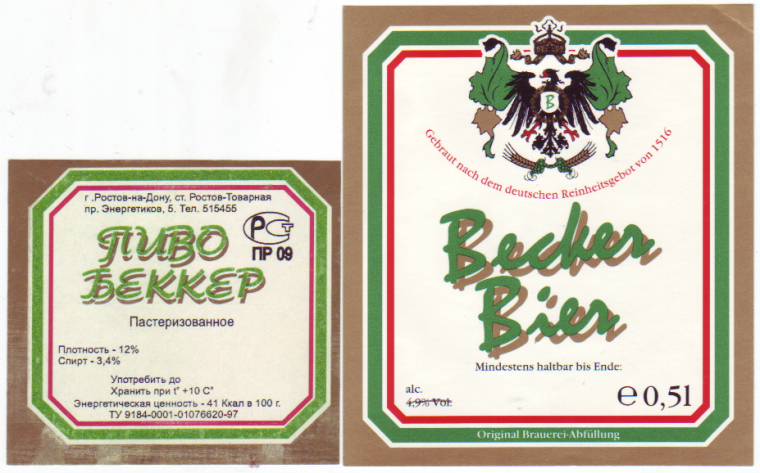 г .Ростов-на-Дону, ст. Ростов-Товарная
пр. Энергетиков, 5. Тел. 515455
РСТ
ПР 09
ПИВО
БЕККЕР
Пастеризованное
Плотность - 12%
Спирт - 3,4%
Употребить до
Хранить при t° +10 C°
Энергетическая ценность - 41 Ккал в 100 г.
ТУ 9184-0001-01076620-97
B
Gebraut nach dem deutschen Reinheitsgebot von 1516
Becker
Bier
Mindestens haltbar bis Ende:
alc.
4,9% Vol.
e 0,5l
Original Brauerei-Abfüllung